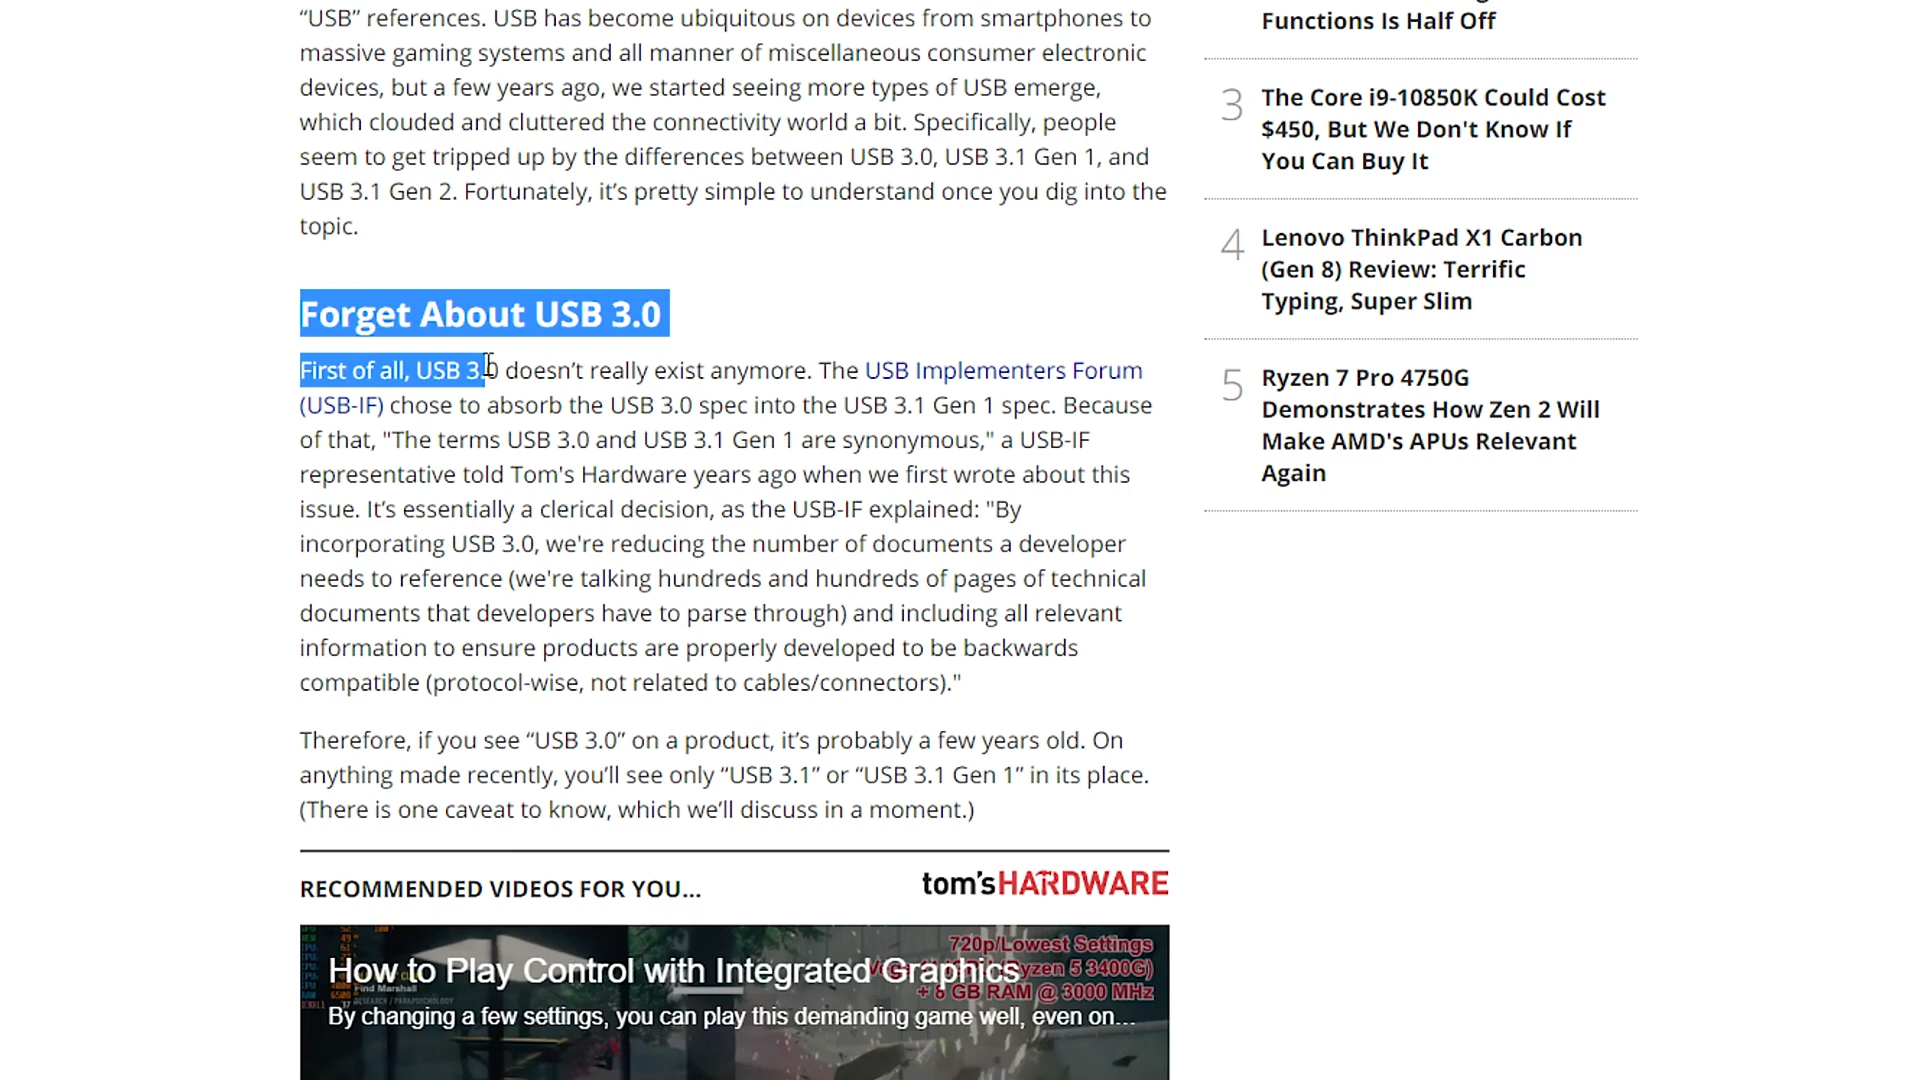 “USB” references. USB has become ubiquitous on devices from smartphones to
massive gaming systems and all manner of miscellaneous consumer electronic
devices, but a few years ago, we started seeing more types of USB emerge,
which clouded and cluttered the connectivity world a bit. Specifically, people
seem to get tripped up by the differences between USB 3.0, USB 3.1 Gen 1, and
USB 3.1 Gen 2. Fortunately, it’s pretty simple to understand once you dig into the
topic.
Forget About USB 3.0
First of all, USB 3.0 doesn’t really exist anymore. The USB Implementers Forum
(USB-IF) chose to absorb the USB 3.0 spec into the USB 3.1 Gen 1 spec. Because
of that, "The terms USB 3.0 and USB 3.1 Gen 1 are synonymous," a USB-IF
representative told Tom's Hardware years ago when we first wrote about this
issue. It’s essentially a clerical decision, as the USB-IF explained: "By
incorporating USB 3.0, we're reducing the number of documents a developer
needs to reference (we're talking hundreds and hundreds of pages of technical
documents that developers have to parse through) and including all relevant
information to ensure products are properly developed to be backwards
compatible (protocol-wise, not related to cables/connectors)."
Therefore, if you see “USB 3.0” on a product, it’s probably a few years old. On
anything made recently, you’ll see only “USB 3.1” or “USB 3.1 Gen 1” in its place.
(There is one caveat to know, which we’ll discuss in a moment.)
RECOMMENDED VIDEOS FOR YOU...
tom'sHARDWARE
720p/Lowest Settings
How to Play Control with Integrated Graphics
Ryzen 5 3400G)
+ 8 GB RAM @ 3000 MHz
Find Marshall
By changing a few settings, you can play this demanding game well, even on...
Functions Is Half Off
3
The Core i9-10850K Could Cost
$450, But We Don't Know If
You Can Buy It
4
Lenovo ThinkPad X1 Carbon
(Gen 8) Review: Terrific
Typing, Super Slim
5
Ryzen 7 Pro 4750G
Demonstrates How Zen 2 Will
Make AMD's APUs Relevant
Again